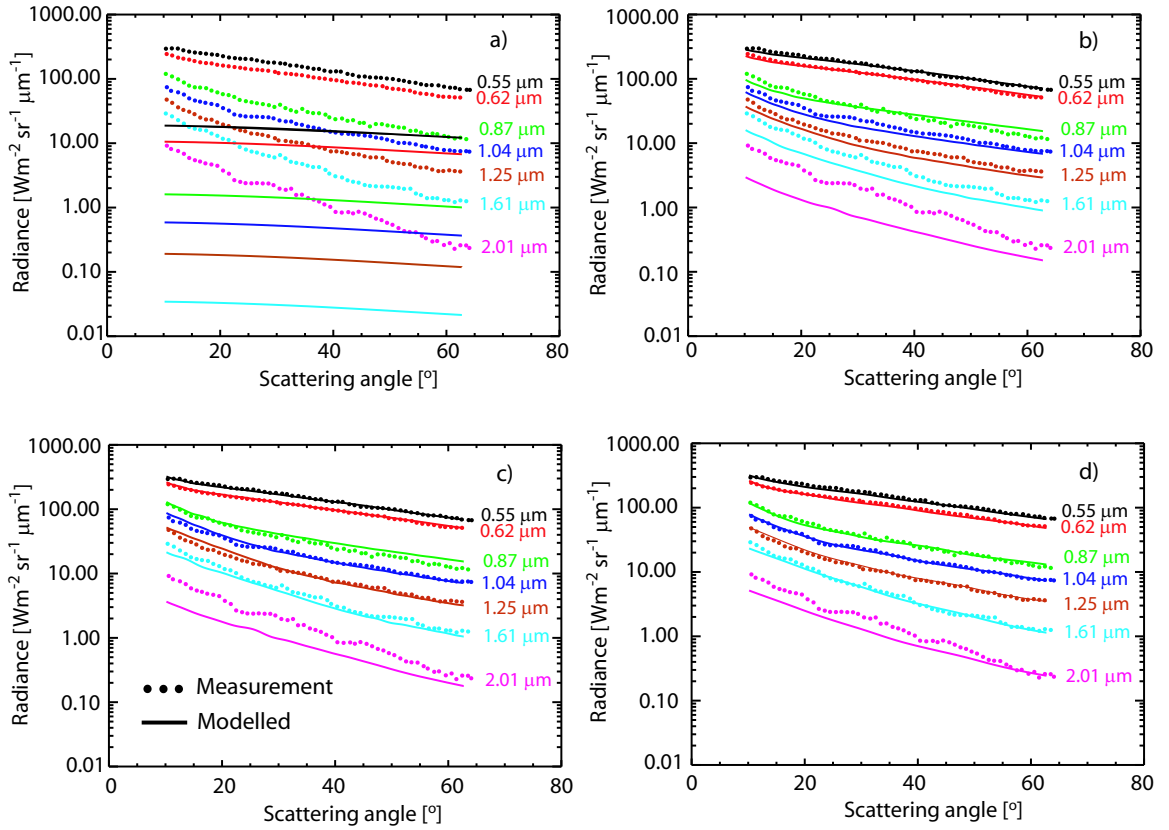 a)
1000.00
100.00
10.00
1.00
0.10
0.01
Radiance [Wm⁻² sr⁻¹ µm⁻¹]
0.55 µm
0.62 µm
0.87 µm
1.04 µm
1.25 µm
1.61 µm
2.01 µm
0 20 40 60 80
Scattering angle [º]
b)
1000.00
100.00
10.00
1.00
0.10
0.01
Radiance [Wm⁻² sr⁻¹ µm⁻¹]
0.55 µm
0.62 µm
0.87 µm
1.04 µm
1.25 µm
1.61 µm
2.01 µm
0 20 40 60 80
Scattering angle [º]
c)
1000.00
100.00
10.00
1.00
0.10
0.01
Radiance [Wm⁻² sr⁻¹ µm⁻¹]
0.55 µm
0.62 µm
0.87 µm
1.04 µm
1.25 µm
1.61 µm
2.01 µm
Measurement
Modelled
0 20 40 60 80
Scattering angle [º]
d)
1000.00
100.00
10.00
1.00
0.10
0.01
Radiance [Wm⁻² sr⁻¹ µm⁻¹]
0.55 µm
0.62 µm
0.87 µm
1.04 µm
1.25 µm
1.61 µm
2.01 µm
0 20 40 60 80
Scattering angle [º]